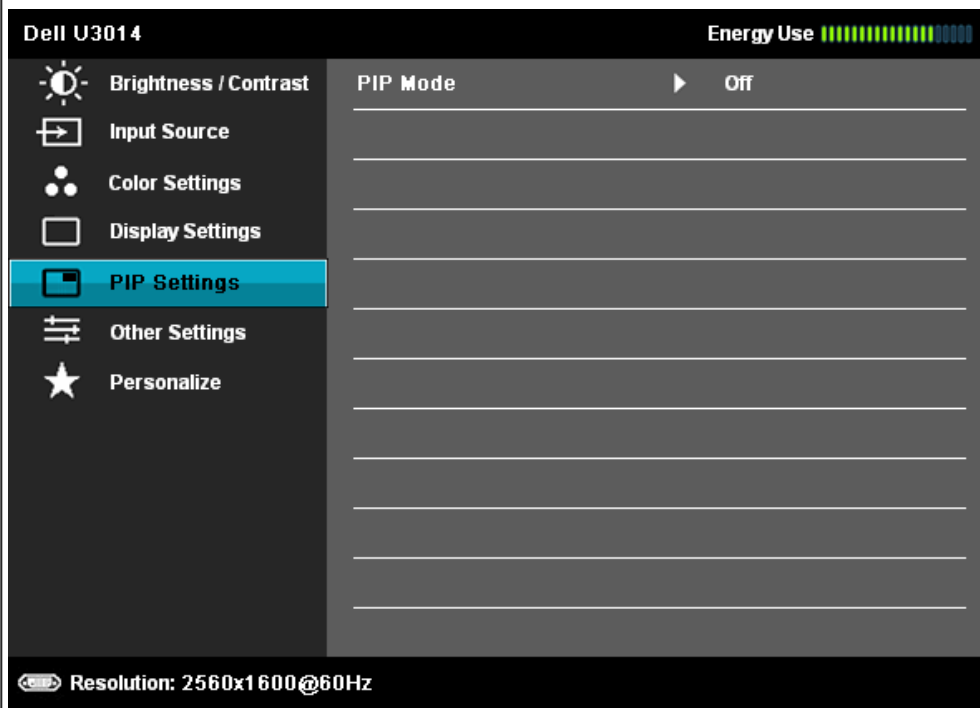 Dell U3014
Energy Use
Brightness / Contrast
PIP Mode
Off
Input Source
Color Settings
Display Settings
PIP Settings
Other Settings
Personalize
Resolution: 2560x1600@60Hz